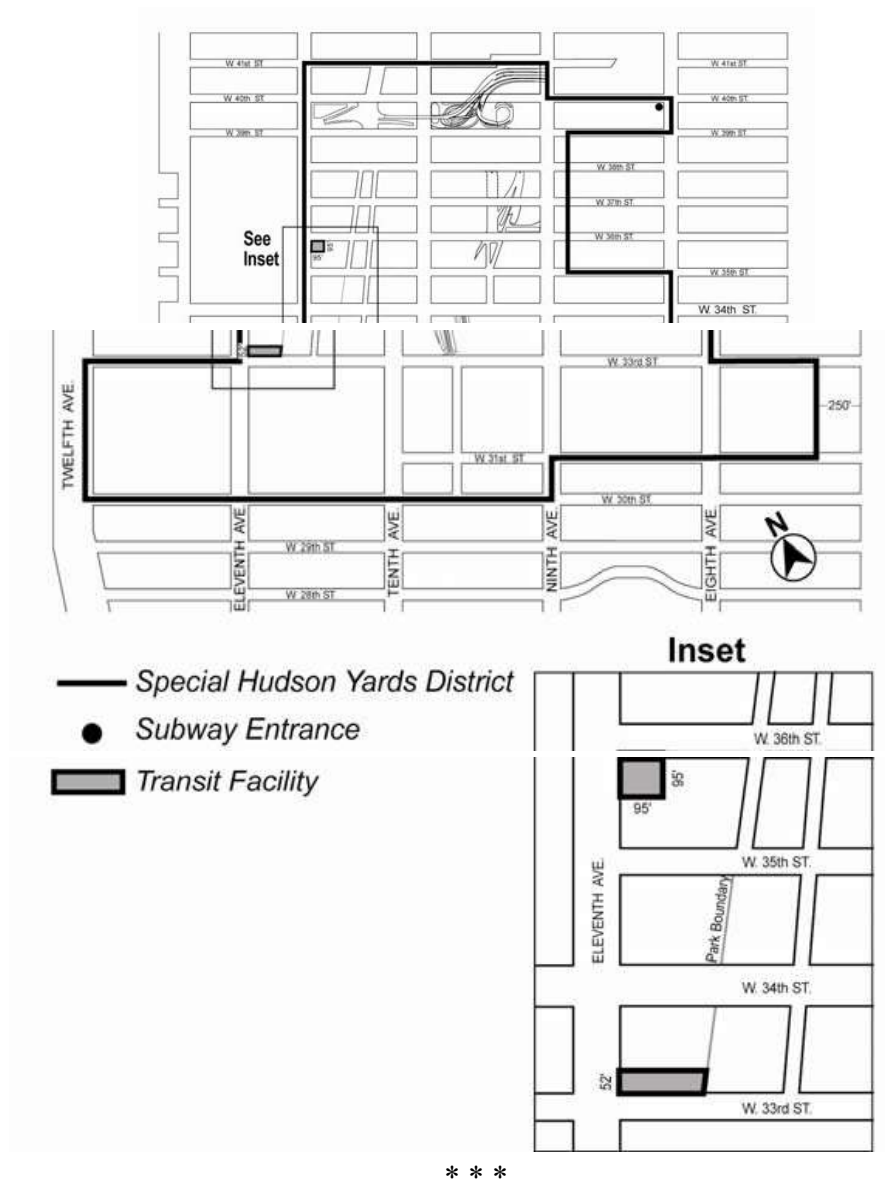 W. 41st ST.
W. 41st ST.
W. 40th ST.
W. 40th ST.
W. 39th ST
W. 39th ST.
W. 38th ST.
W. 37th ST.
See
Inset
W. 36th ST.
95'
95'
W. 35th ST.
W. 34th ST.
52'
W. 33rd ST.
TWELFTH AVE.
250'
W. 31st ST.
W. 30th ST.
ELEVENTH AVE.
TENTH AVE.
NINTH AVE.
EIGHTH AVE.
N
W. 29th ST.
W. 28th ST
Inset
Special Hudson Yards District
Subway Entrance
W. 36th ST.
Transit Facility
95'
95'
W. 35th ST.
ELEVENTH AVE.
Park Boundary
W. 34th ST.
52'
W. 33rd ST.
* * *